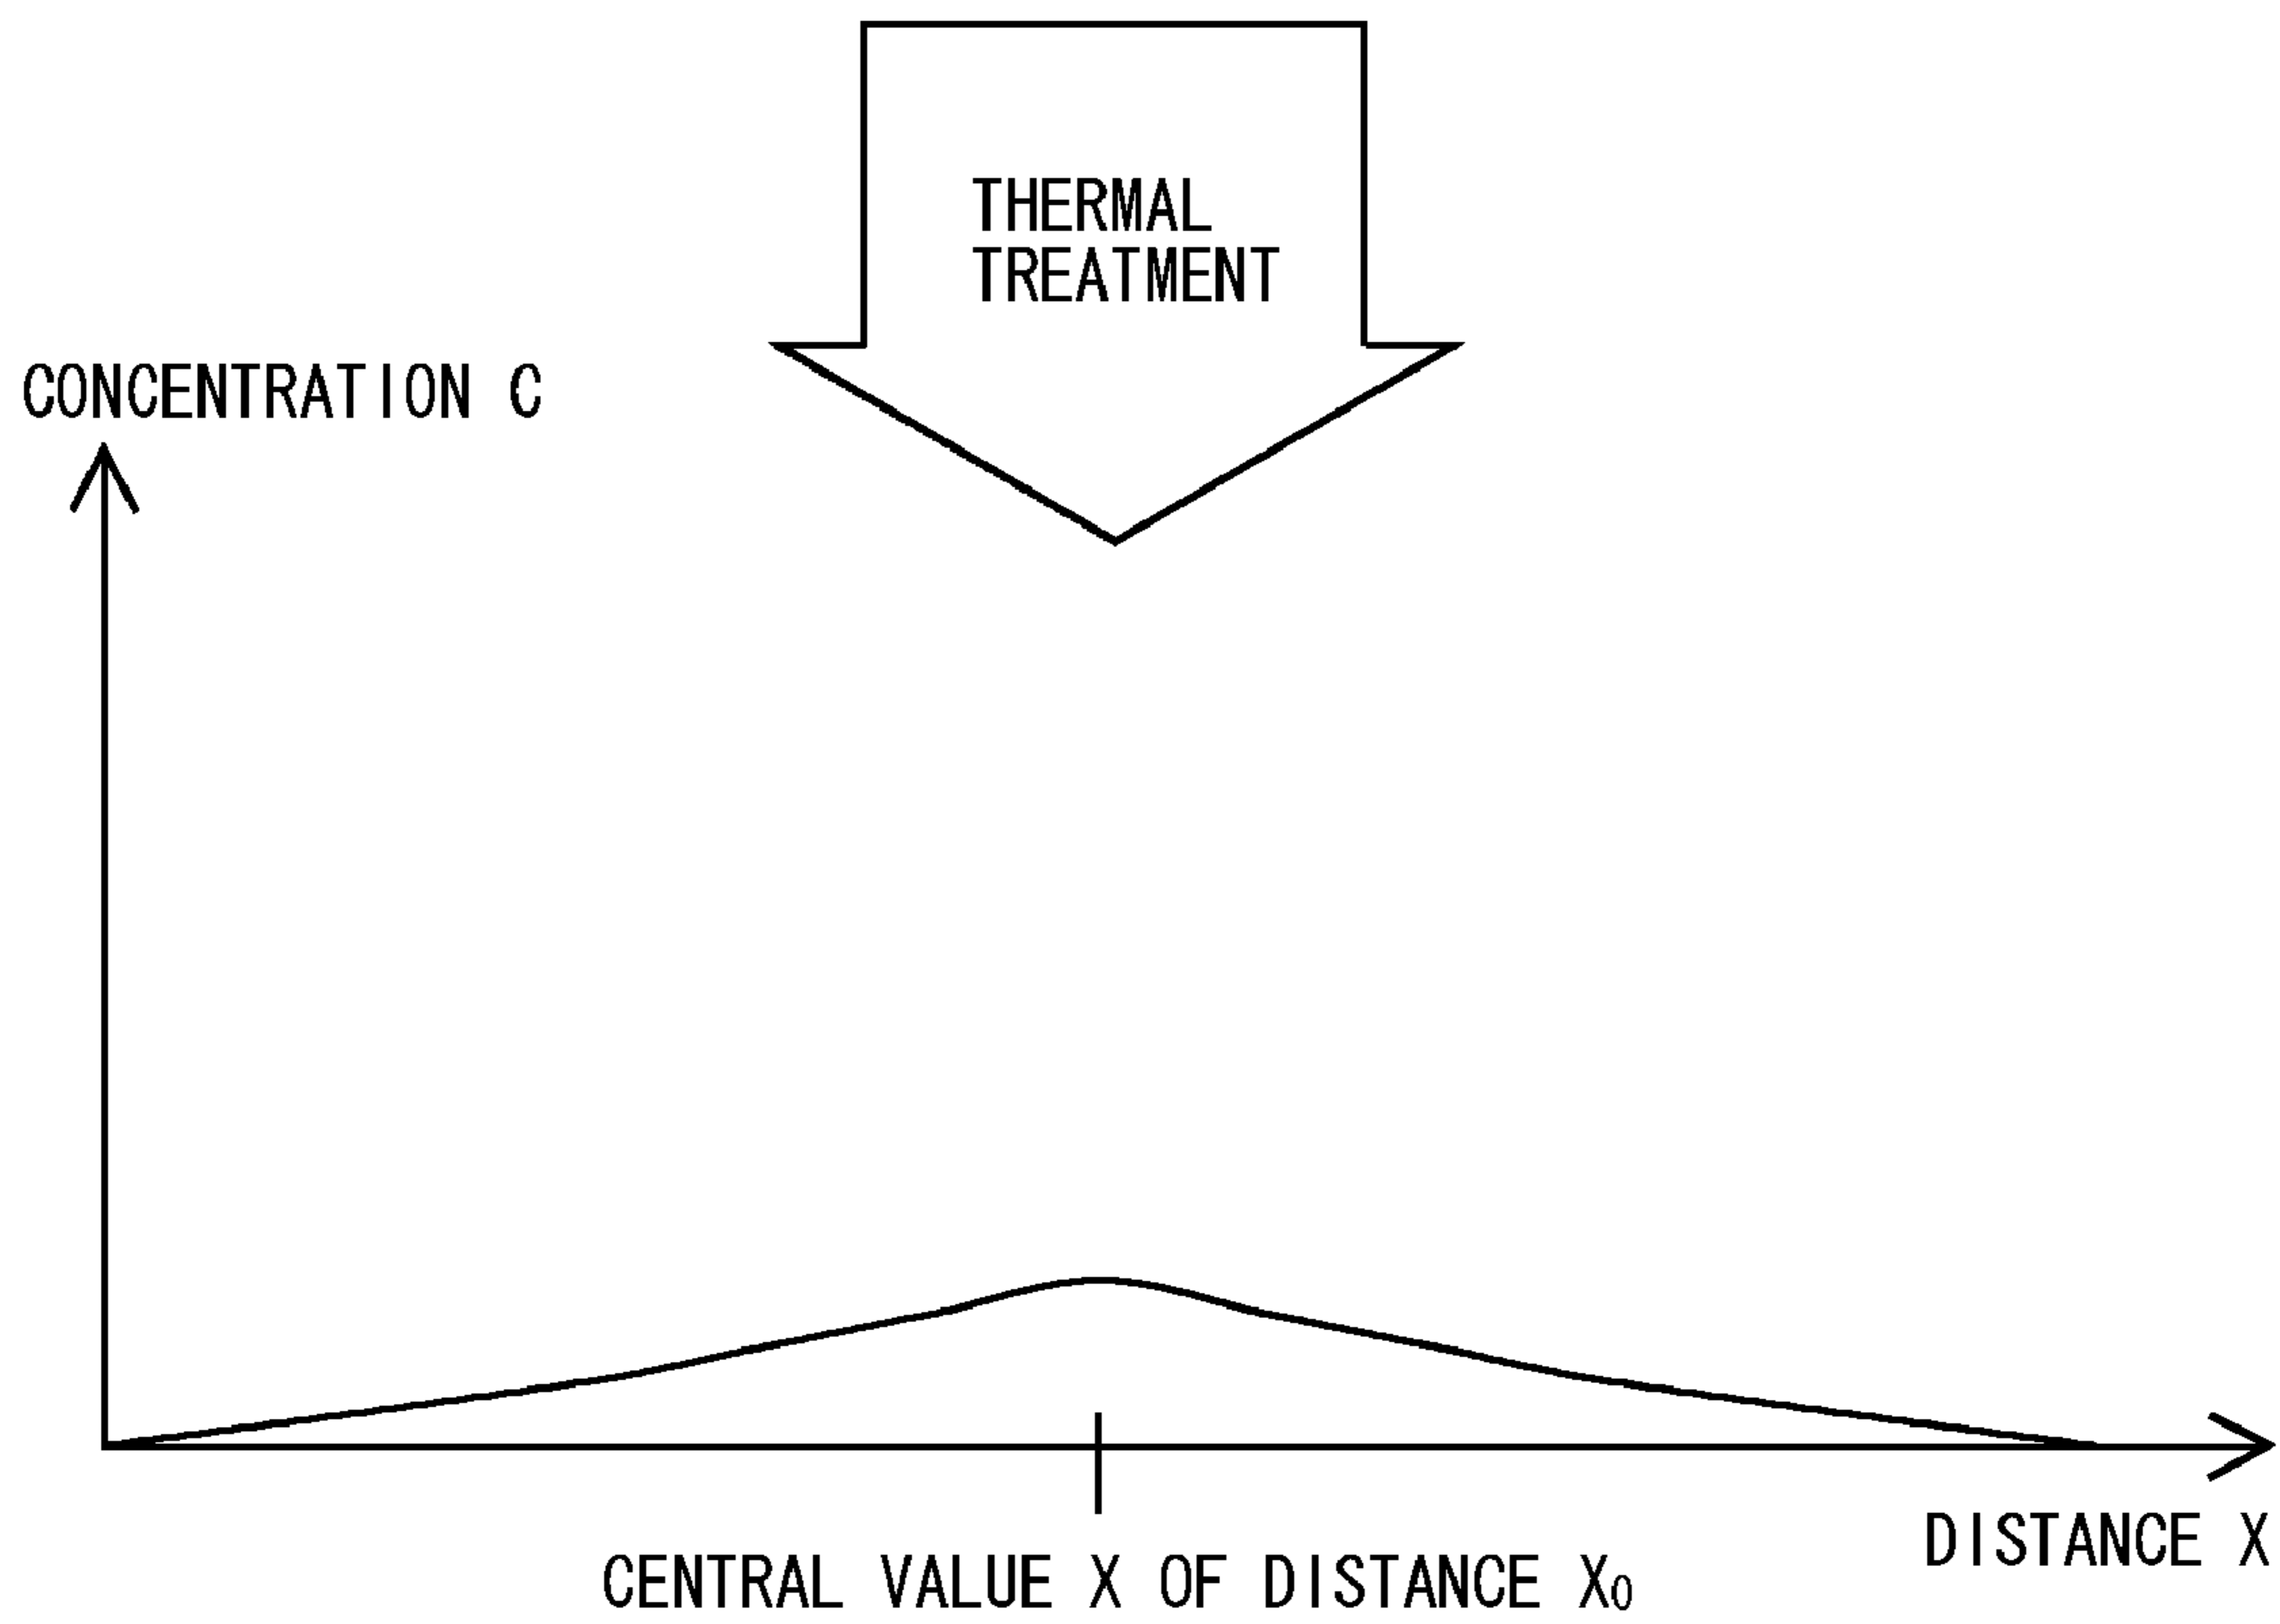 THERMAL
TREATMENT
CONCENTRATION C
DISTANCE X
CENTRAL VALUE X OF DISTANCE X₀